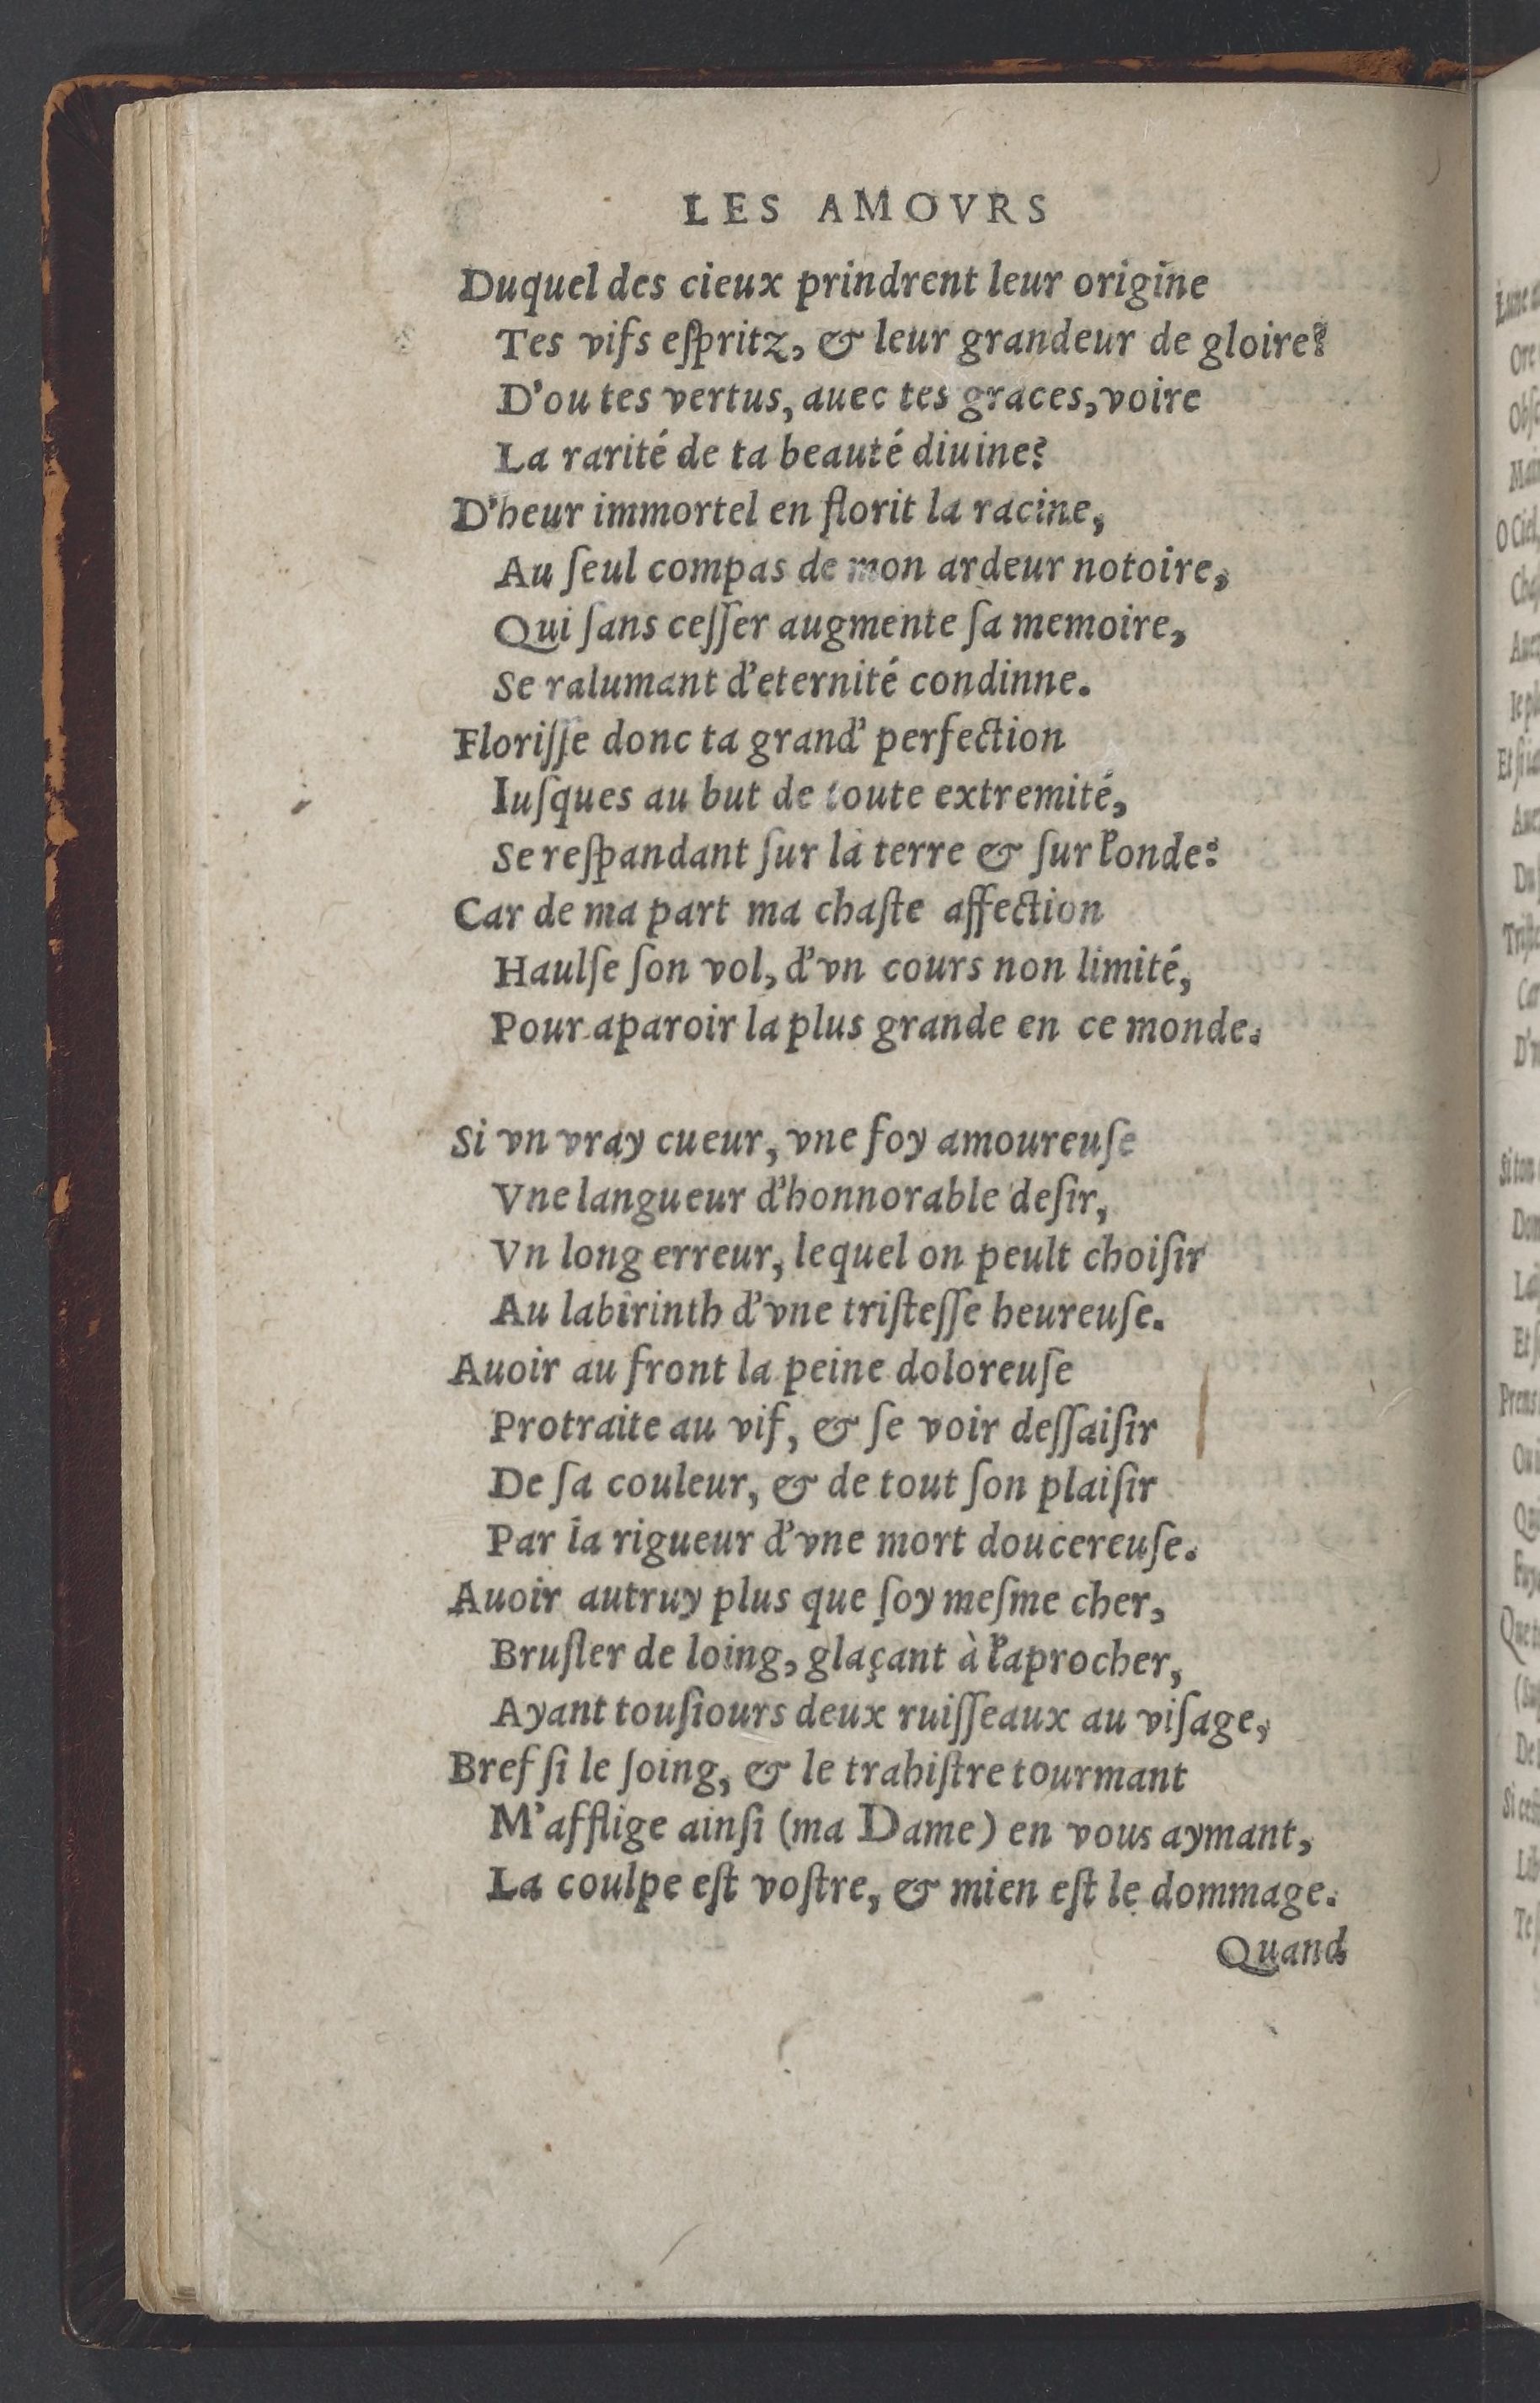 LES AMOVRS
Duquel des cieux prindrent leur origine
Tes vifs eſpritz, & leur grandeur de gloire?
D'ou tes vertus, auec tes graces, voire
La rarité de ta beauté diuine?
D'heur immortel en florit la racine,
Au ſeul compas de mon ardeur notoire,
Qui ſans ceſſer augmente ſa memoire,
Se ralumant d'eternité condinne.
Floriſſe donc ta grand' perfection
Iuſques au but de toute extremité,
Se reſpandant ſur la terre & ſur l'onde:
Car de ma part ma chaſte affection
Haulſe ſon vol, d'vn cours non limité,
Pour aparoir la plus grande en ce monde.
Si vn vray cueur, vne foy amoureuſe
Vne langueur d'honnorable deſir,
Vn long erreur, lequel on peult choiſir
Au labirinth d'vne triſteſſe heureuſe.
Auoir au front la peine doloreuſe
Protraite au vif, & ſe voir deſſaiſir
De ſa couleur, & de tout ſon plaiſir
Par la rigueur d'vne mort doucereuſe.
Auoir autruy plus que ſoy meſme cher,
Bruſler de loing, glaçant à l'aprocher,
Ayant touſiours deux ruiſſeaux au viſage,
Bref ſi le ſoing, & le trahiſtre tourmant
M'afflige ainſi (ma Dame) en vous aymant,
La coulpe eſt voſtre, & mien eſt le dommage.
Quand